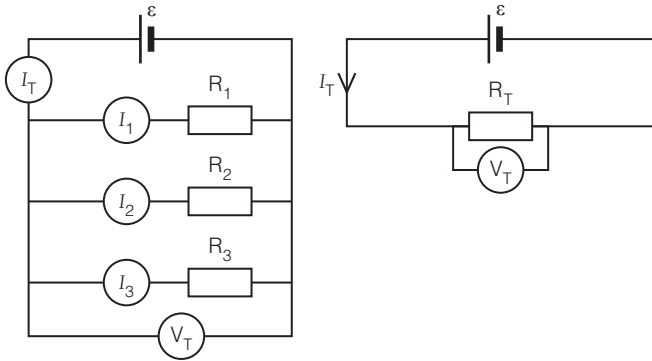 ε
I_T
R_1
I_1
R_2
I_2
R_3
I_3
V_T
ε
I_T
R_T
V_T